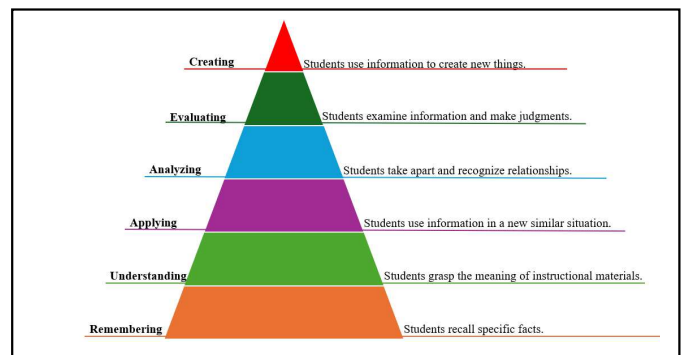 Creating Students use information to create new things.
Evaluating Students examine information and make judgments.
Analyzing Students take apart and recognize relationships.
Applying Students use information in a new similar situation.
Understanding Students grasp the meaning of instructional materials.
Remembering Students recall specific facts.